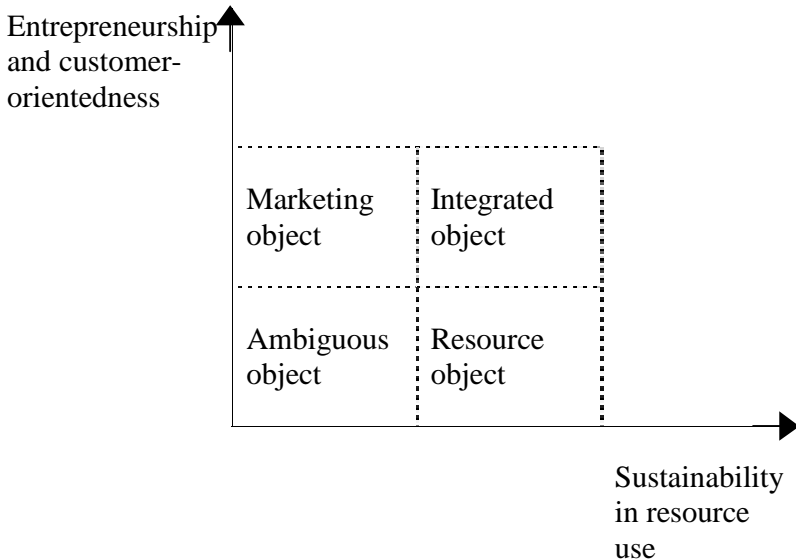 Entrepreneurship
and customer-
orientedness
Marketing
object
Integrated
object
Ambiguous
object
Resource
object
Sustainability
in resource
use